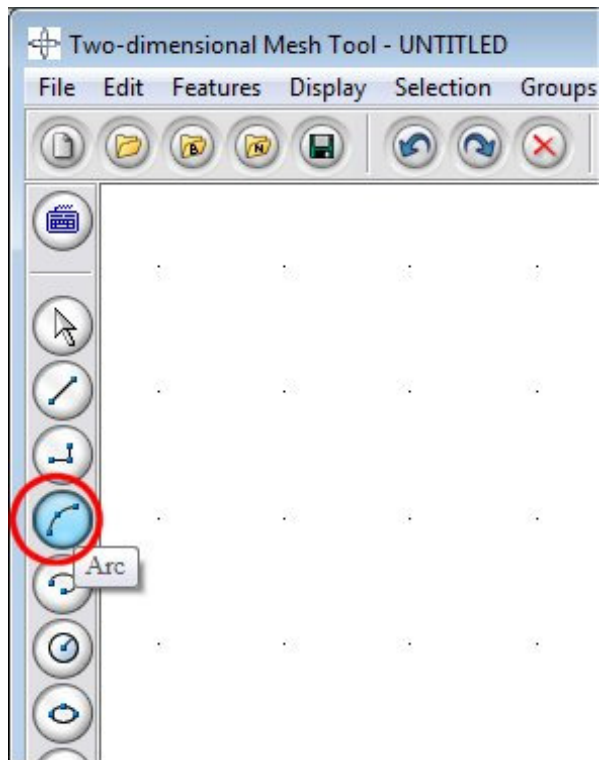 Two-dimensional Mesh Tool - UNTITLED
File Edit Features Display Selection Groups
B N
Arc